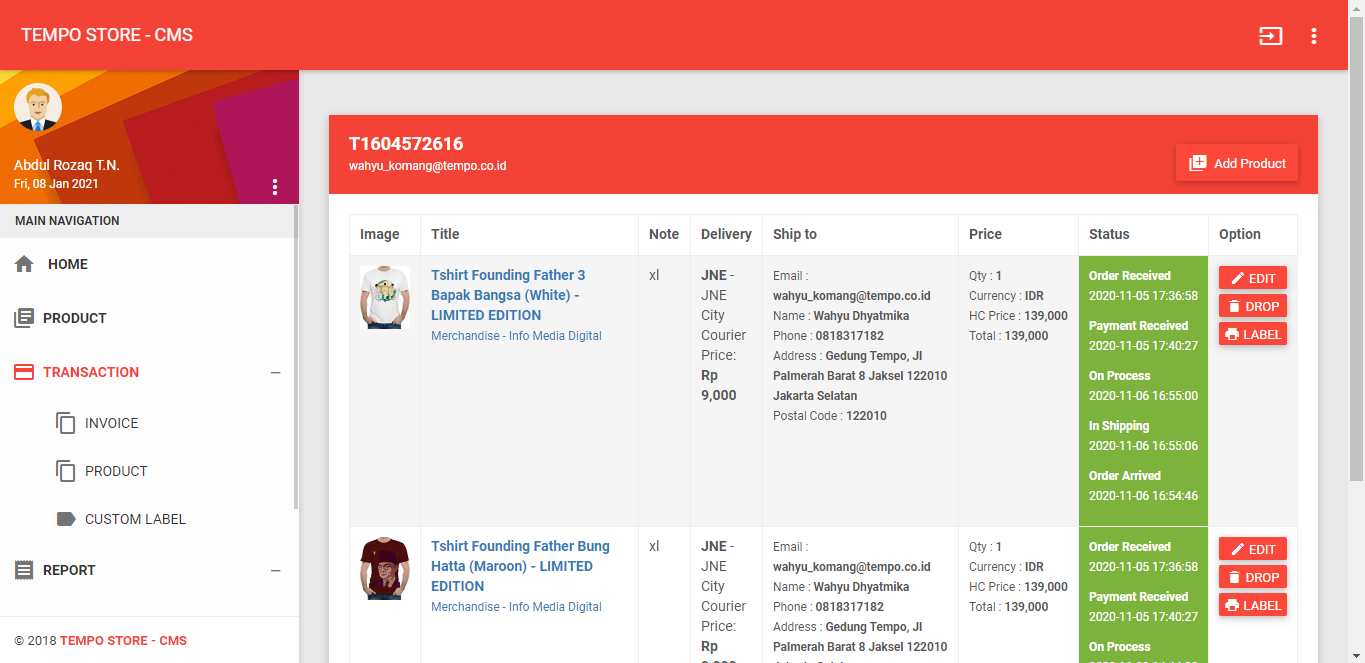 TEMPO STORE - CMS
Abdul Rozaq T.N.
Fri, 08 Jan 2021
MAIN NAVIGATION
HOME
PRODUCT
TRANSACTION
INVOICE
PRODUCT
CUSTOM LABEL
REPORT
© 2018 TEMPO STORE - CMS
T1604572616
wahyu_komang@tempo.co.id
Add Product
Image Title Note Delivery Ship to Price Status Option
Tshirt Founding Father 3
Bapak Bangsa (White) -
LIMITED EDITION
Merchandise - Info Media Digital
xl
JNE -
JNE
City
Courier
Price:
Rp
9,000
Email :
wahyu_komang@tempo.co.id
Name : Wahyu Dhyatmika
Phone : 0818317182
Address : Gedung Tempo, Jl
Palmerah Barat 8 Jaksel 122010
Jakarta Selatan
Postal Code : 122010
Qty : 1
Currency : IDR
HC Price : 139,000
Total : 139,000
Order Received
2020-11-05 17:36:58
Payment Received
2020-11-05 17:40:27
On Process
2020-11-06 16:55:00
In Shipping
2020-11-06 16:55:06
Order Arrived
2020-11-06 16:54:46
EDIT
DROP
LABEL
Tshirt Founding Father Bung
Hatta (Maroon) - LIMITED
EDITION
Merchandise - Info Media Digital
xl
JNE -
JNE
City
Courier
Price:
Rp
Email :
wahyu_komang@tempo.co.id
Name : Wahyu Dhyatmika
Phone : 0818317182
Address : Gedung Tempo, Jl
Palmerah Barat 8 Jaksel 122010
Qty : 1
Currency : IDR
HC Price : 139,000
Total : 139,000
Order Received
2020-11-05 17:36:58
Payment Received
2020-11-05 17:40:27
On Process
EDIT
DROP
LABEL